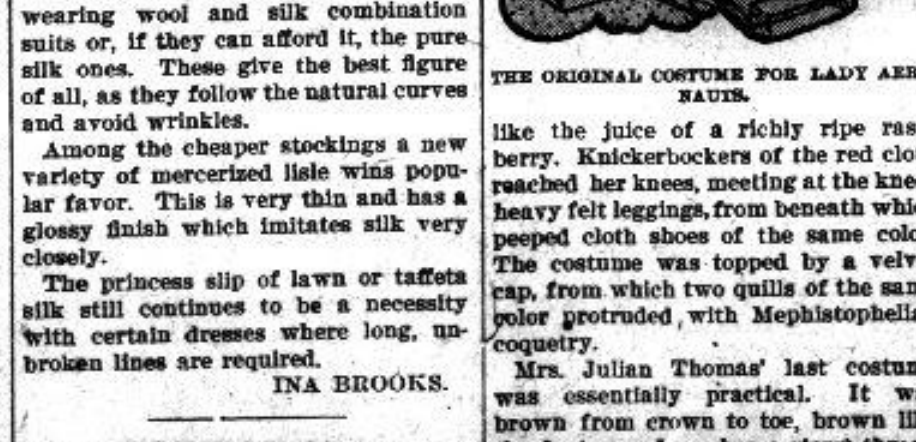 wearing wool and silk combination
suits or, if they can afford it, the pure
silk ones. These give the best figure
of all, as they follow the natural curves
and avoid wrinkles.
Among the cheaper stockings a new
variety of mercerized lisle wins popu-
lar favor. This is very thin and has a
glossy finish which imitates silk very
closely.
The princess slip of lawn or taffeta
silk still continues to be a necessity
with certain dresses where long, un-
broken lines are required.
INA BROOKS.
THE ORIGINAL COSTUME FOR LADY AER
NAUTS.
like the juice of a richly ripe ras
berry. Knickerbockers of the red clo
reached her knees, meeting at the kne
heavy felt leggings, from beneath whi
peeped cloth shoes of the same colo
The costume was topped by a velv
cap, from which two quills of the sam
color protruded, with Mephistophelia
coquetry.
Mrs. Julian Thomas' last costum
was essentially practical. It w
brown from crown to toe, brown li